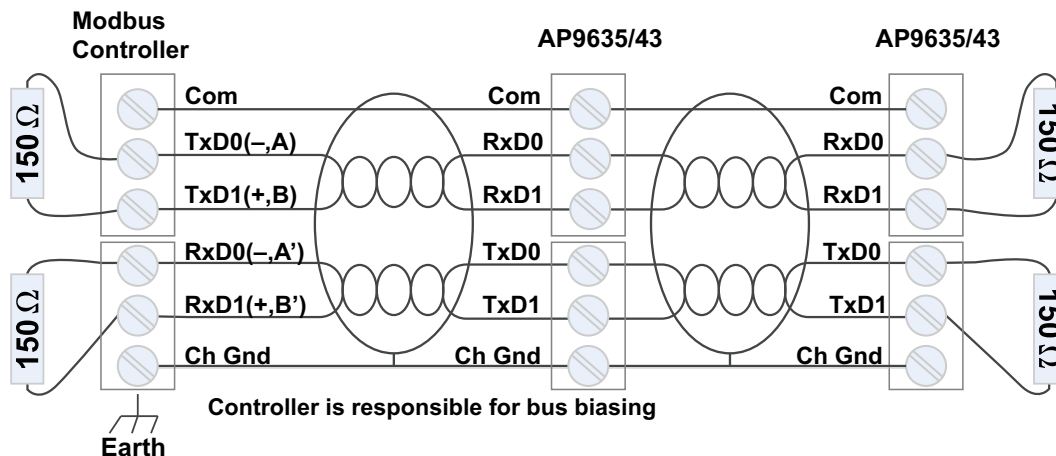 Modbus
Controller
AP9635/43
AP9635/43
Com
Com
Com
TxD0(–,A)
RxD0
RxD0
TxD1(+,B)
RxD1
RxD1
RxD0(–,A’)
TxD0
TxD0
RxD1(+,B’)
TxD1
TxD1
Ch Gnd
Ch Gnd
Ch Gnd
150 Ω
150 Ω
150 Ω
150 Ω
Controller is responsible for bus biasing
Earth